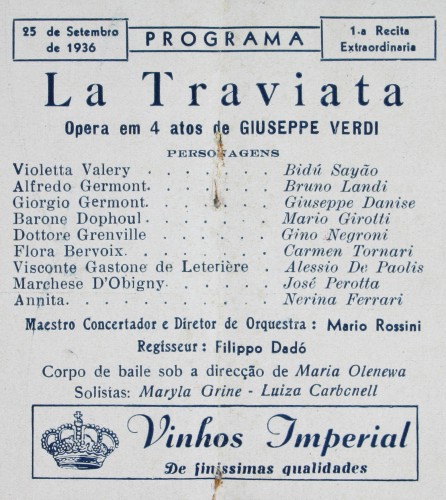 25 de Setembro de 1936
PROGRAMA
1.a Recita Extraordinaria
La Traviata
Opera em 4 atos de GIUSEPPE VERDI
PERSONAGENS
Violetta Valery . . . . . . . Bidú Sayão
Alfredo Germont. . . . . . . Bruno Landi
Giorgio Germont. . . . . . . Giuseppe Danise
Barone Dophoul . . . . . . . Mario Girotti
Dottore Grenville . . . . . . Gino Negroni
Flora Bervoix. . . . . . . . Carmen Tornari
Visconte Gastone de Leterière . Alessio De Paolis
Marchese D'Obigny. . . . . . José Perotta
Annita. . . . . . . . . . Nerina Ferrari
Maestro Concertador e Diretor de Orquestra : Mario Rossini
Regisseur : Filippo Dadó
Corpo de baile sob a direcção de Maria Olenewa
Solistas: Maryla Grine - Luiza Carbonell
Vinhos Imperial
De finissimas qualidades